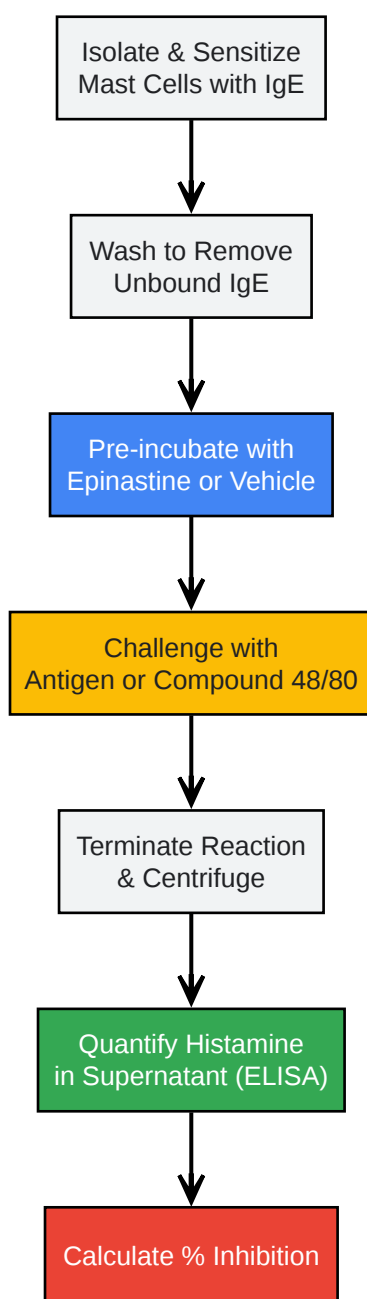 Isolate & Sensitize
Mast Cells with IgE
Wash to Remove
Unbound IgE
Pre-incubate with
Epinastine or Vehicle
Challenge with
Antigen or Compound 48/80
Terminate Reaction
& Centrifuge
Quantify Histamine
in Supernatant (ELISA)
Calculate % Inhibition